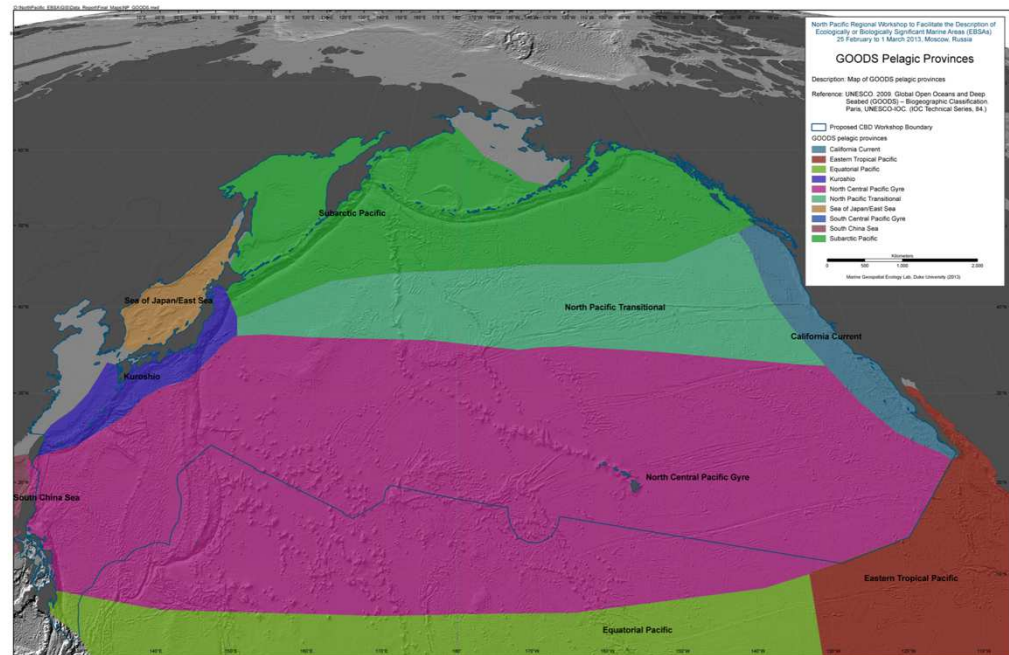 O:\NorthPacific_EBSA\GIS\Data_Report\Final_Maps\NP_GOODS.mxd
North Pacific Regional Workshop to Facilitate the Description of
Ecologically or Biologically Significant Marine Areas (EBSAs)
25 February to 1 March 2013, Moscow, Russia
GOODS Pelagic Provinces
Description: Map of GOODS pelagic provinces
Reference: UNESCO. 2009. Global Open Oceans and Deep
Seabed (GOODS) – Biogeographic Classification.
Paris, UNESCO-IOC. (IOC Technical Series, 84.)
Proposed CBD Workshop Boundary
GOODS pelagic provinces
California Current
Eastern Tropical Pacific
Equatorial Pacific
Kuroshio
North Central Pacific Gyre
North Pacific Transitional
Sea of Japan/East Sea
South Central Pacific Gyre
South China Sea
Subarctic Pacific
Kilometers
0 500 1,000 2,000
Marine Geospatial Ecology Lab, Duke University (2013)
Subarctic Pacific
Sea of Japan/East Sea
North Pacific Transitional
California Current
Kuroshio
North Central Pacific Gyre
South China Sea
Eastern Tropical Pacific
Equatorial Pacific